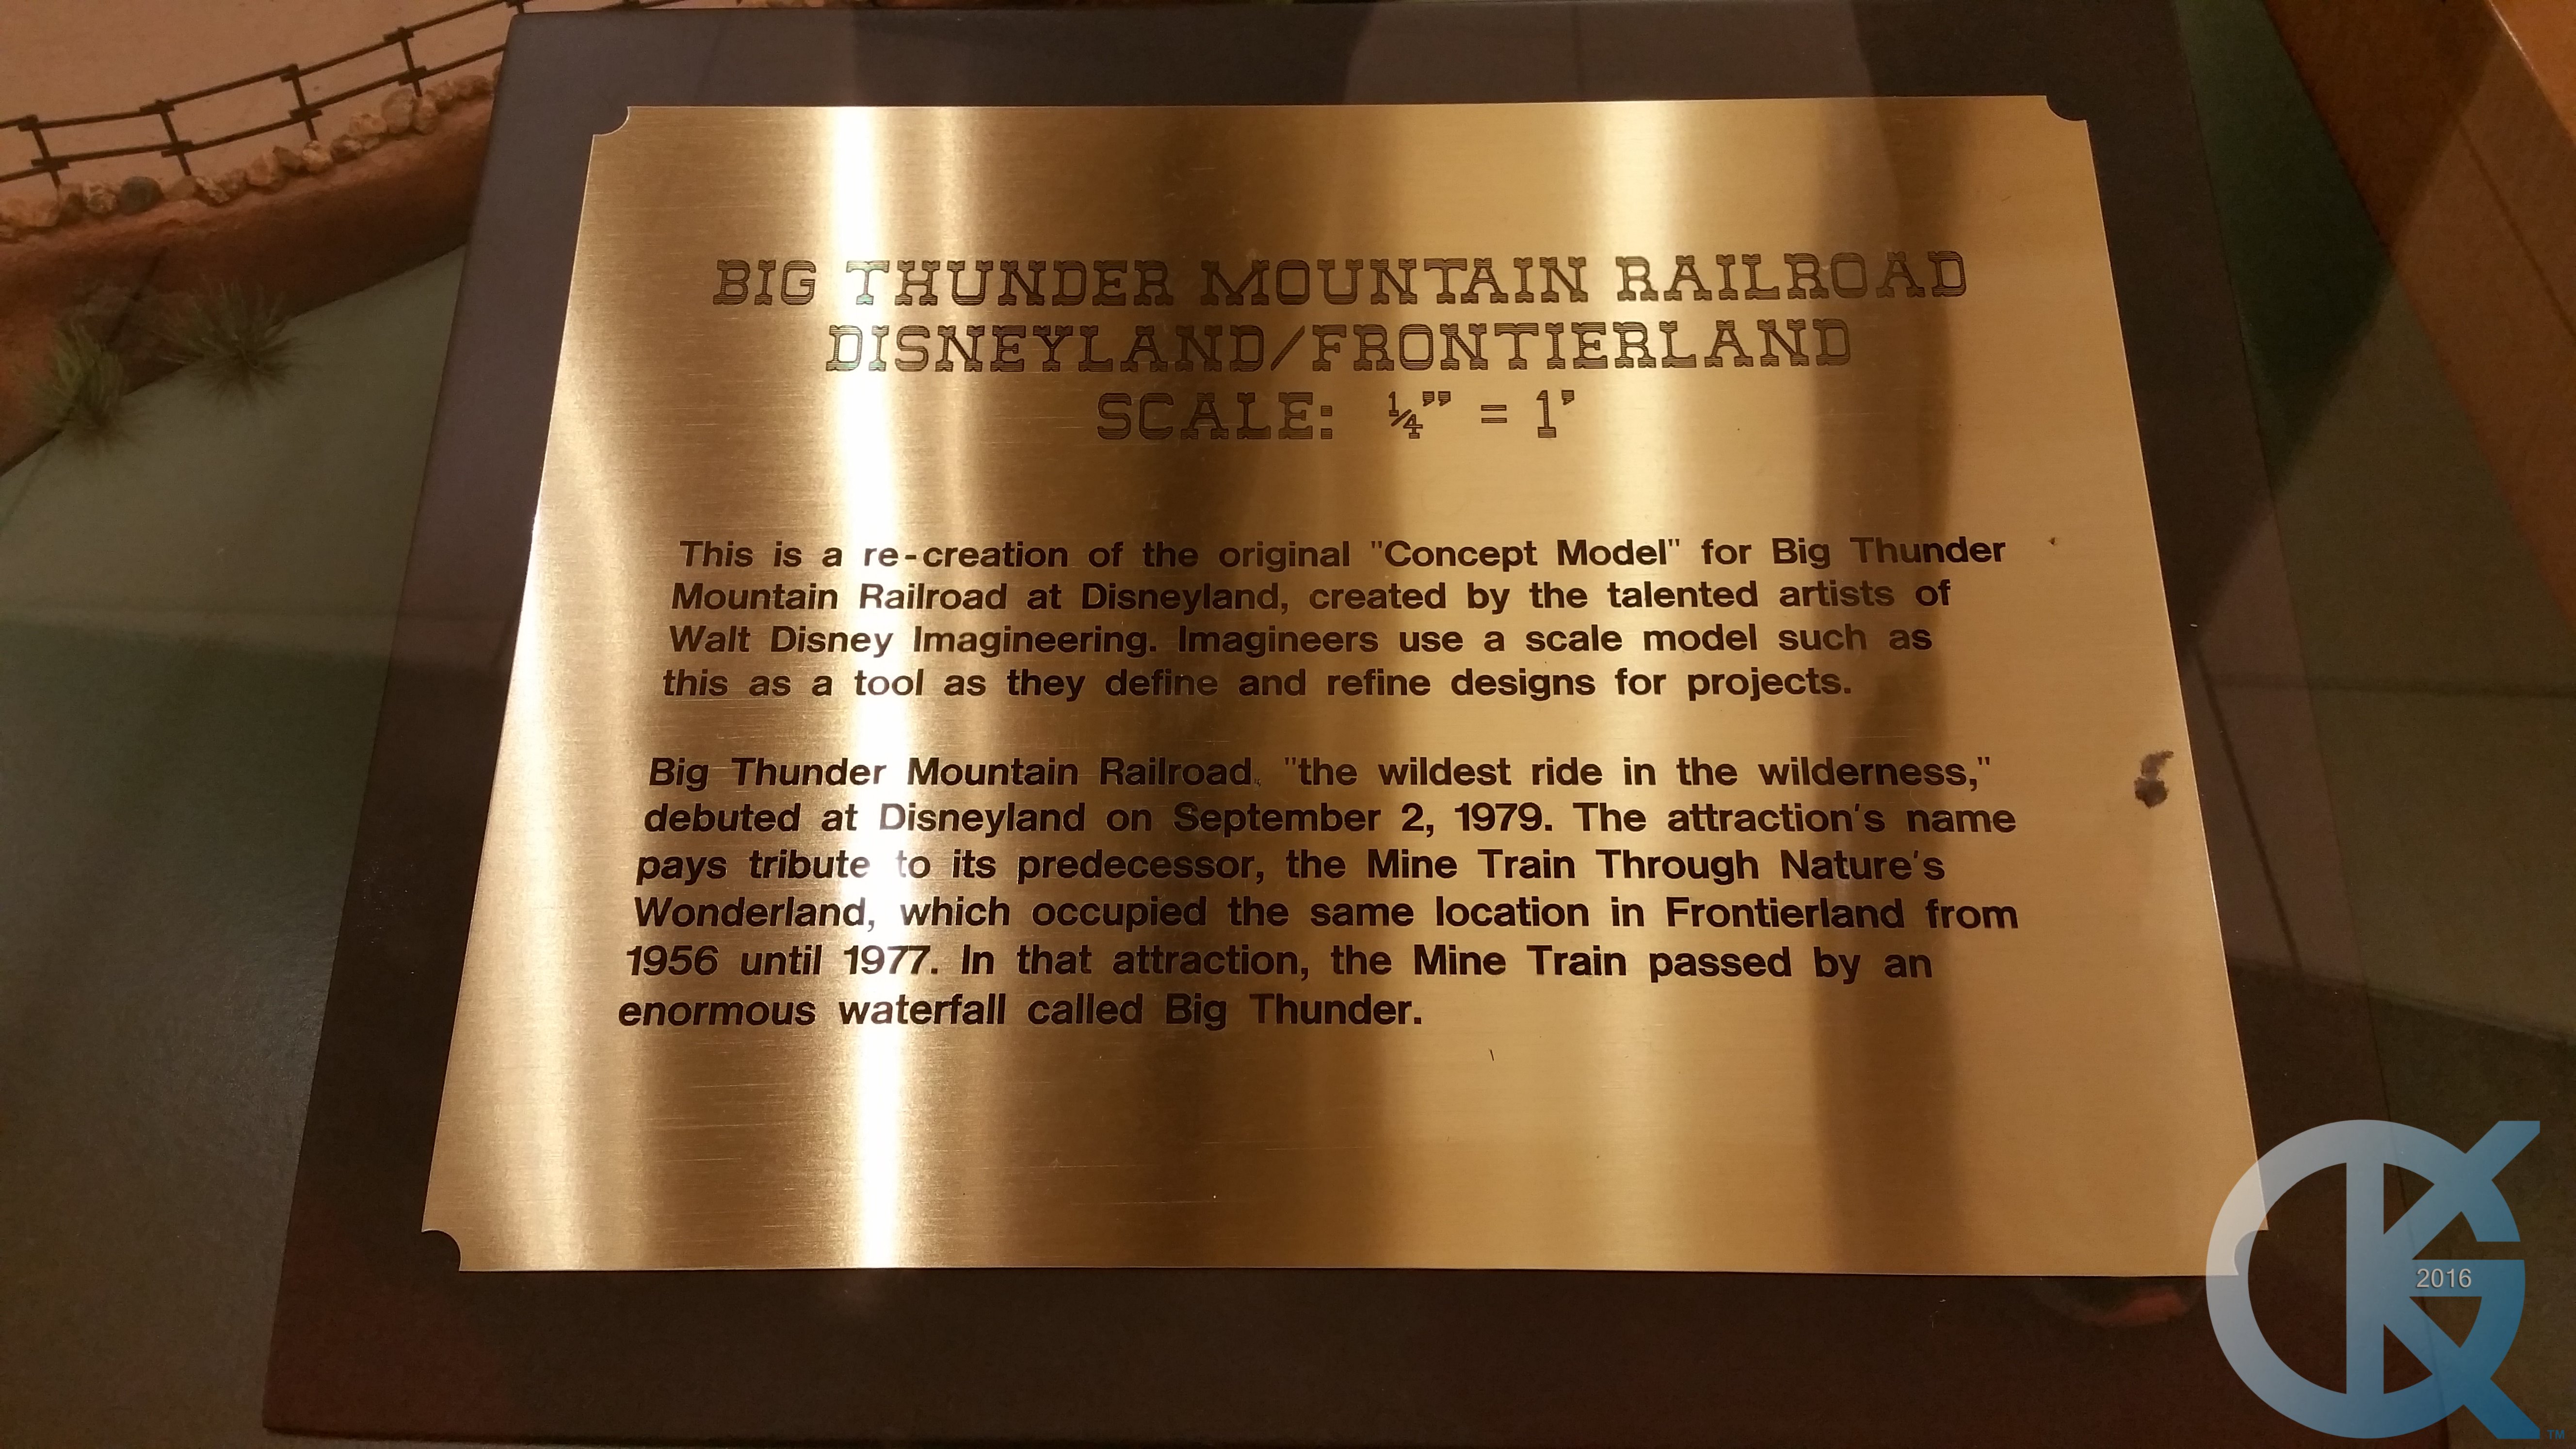 BIG THUNDER MOUNTAIN RAILROAD
DISNEYLAND/FRONTIERLAND
SCALE: ¼" = 1'
This is a re-creation of the original "Concept Model" for Big Thunder
Mountain Railroad at Disneyland, created by the talented artists of
Walt Disney Imagineering. Imagineers use a scale model such as
this as a tool as they define and refine designs for projects.
Big Thunder Mountain Railroad, "the wildest ride in the wilderness,"
debuted at Disneyland on September 2, 1979. The attraction's name
pays tribute to its predecessor, the Mine Train Through Nature's
Wonderland, which occupied the same location in Frontierland from
1956 until 1977. In that attraction, the Mine Train passed by an
enormous waterfall called Big Thunder.
2016
TM